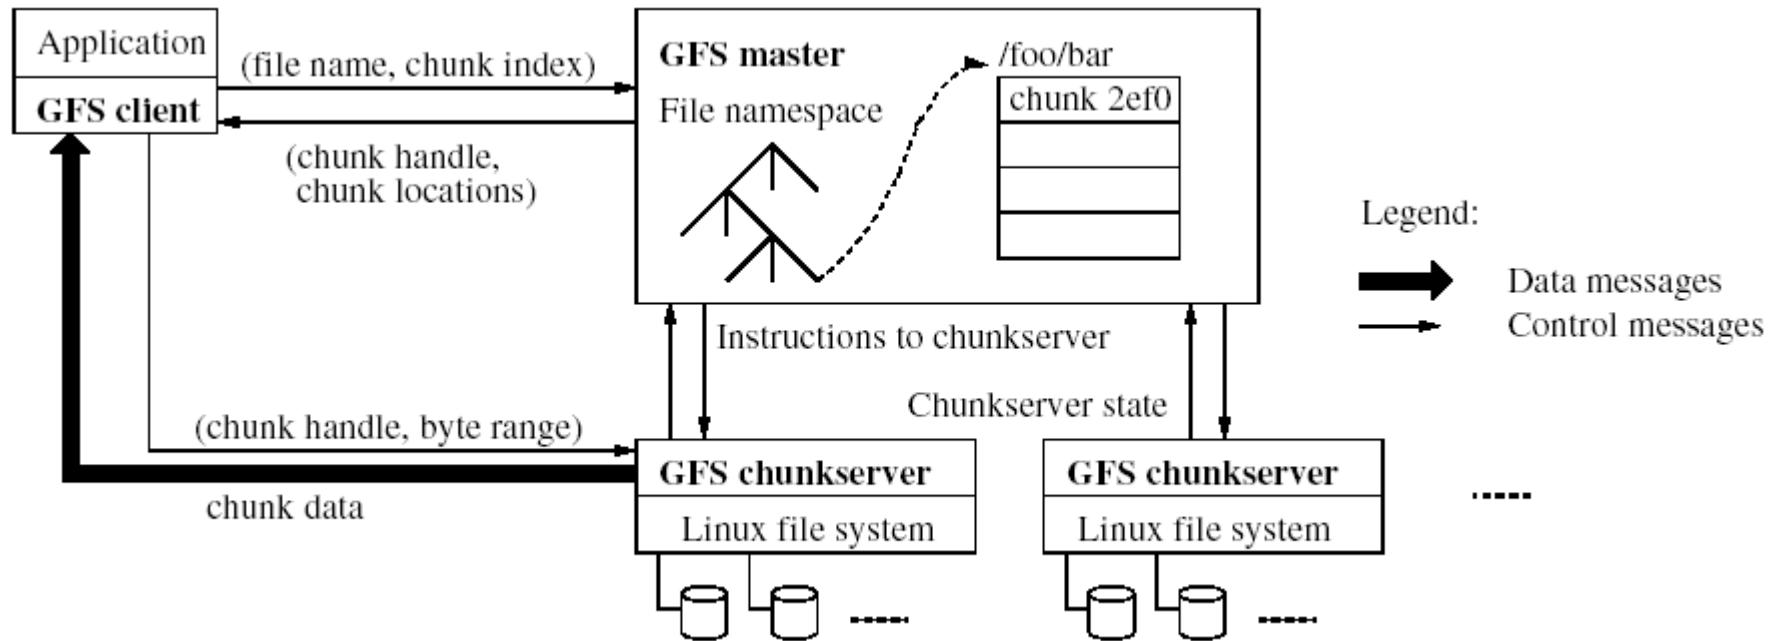 Application
GFS client
(file name, chunk index)
(chunk handle,
chunk locations)
GFS master
File namespace
/foo/bar
chunk 2ef0
Legend:
Data messages
Control messages
Instructions to chunkserver
Chunkserver state
(chunk handle, byte range)
chunk data
GFS chunkserver
Linux file system
GFS chunkserver
Linux file system